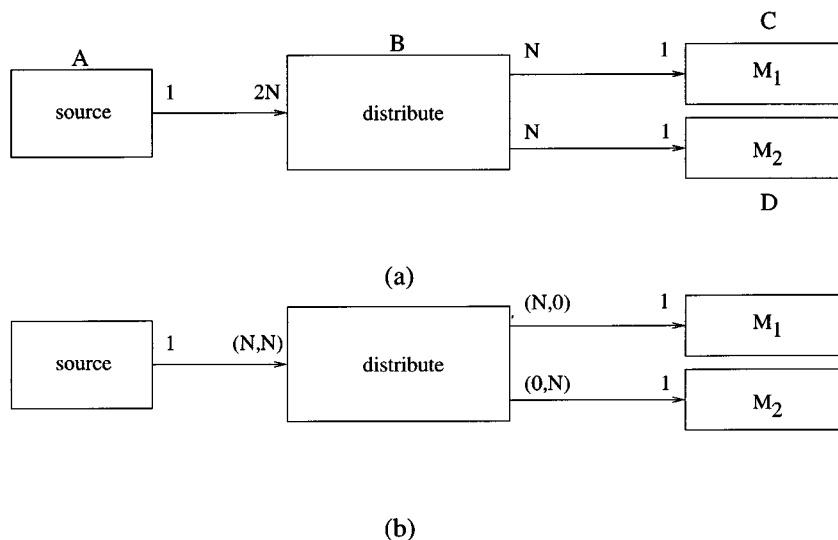 A
B
C
source
1
2N
distribute
N
1
M1
N
1
M2
D
(a)
source
1
(N,N)
distribute
(N,0)
1
M1
(0,N)
1
M2
(b)